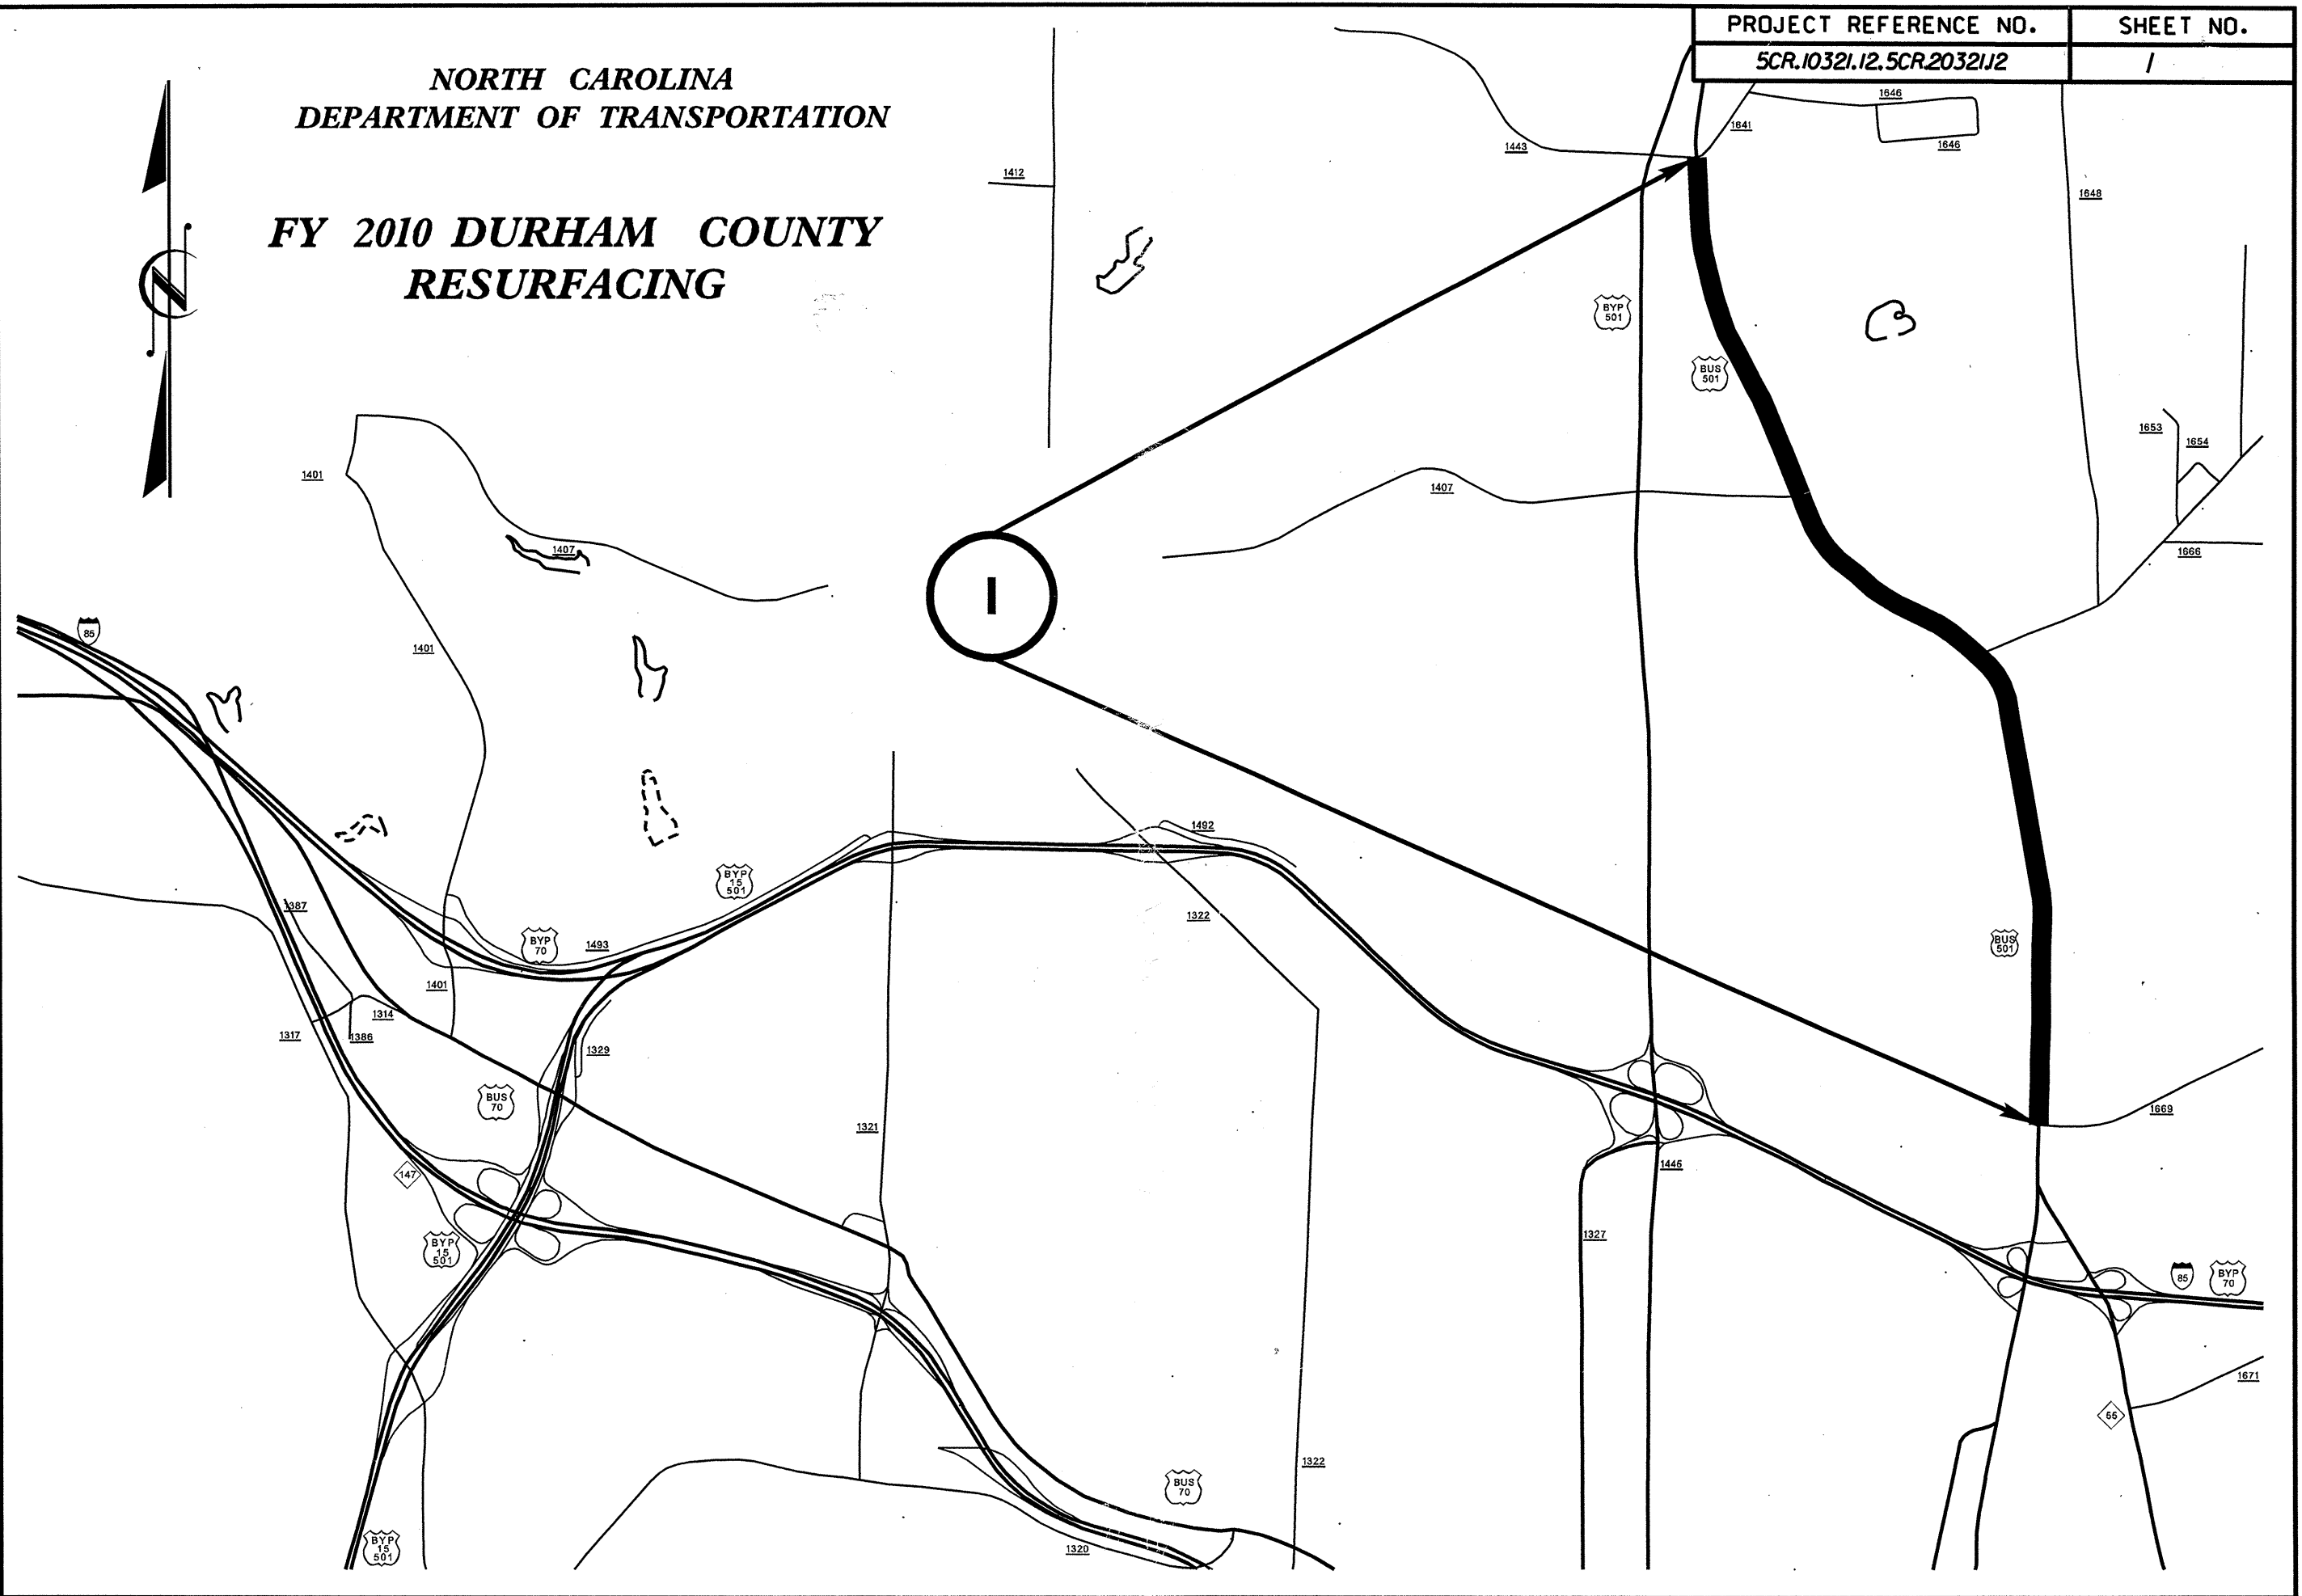 PROJECT REFERENCE NO.
SHEET NO.
5CR.10321.12, 5CR.20321.12
1
NORTH CAROLINA
DEPARTMENT OF TRANSPORTATION
FY 2010 DURHAM COUNTY
RESURFACING
N
1646
1641
1646
1443
1412
1648
BYP
501
BUS
501
1653
1654
1401
1407
1407
1666
I
85
1401
1492
BYP
15
501
1387
1322
BYP
70
1493
BUS
501
1401
1314
1317
1386
1329
BUS
70
1669
1321
147
1445
1327
BYP
15
501
85
BYP
70
1671
55
1322
BUS
70
BYP
15
501
1320